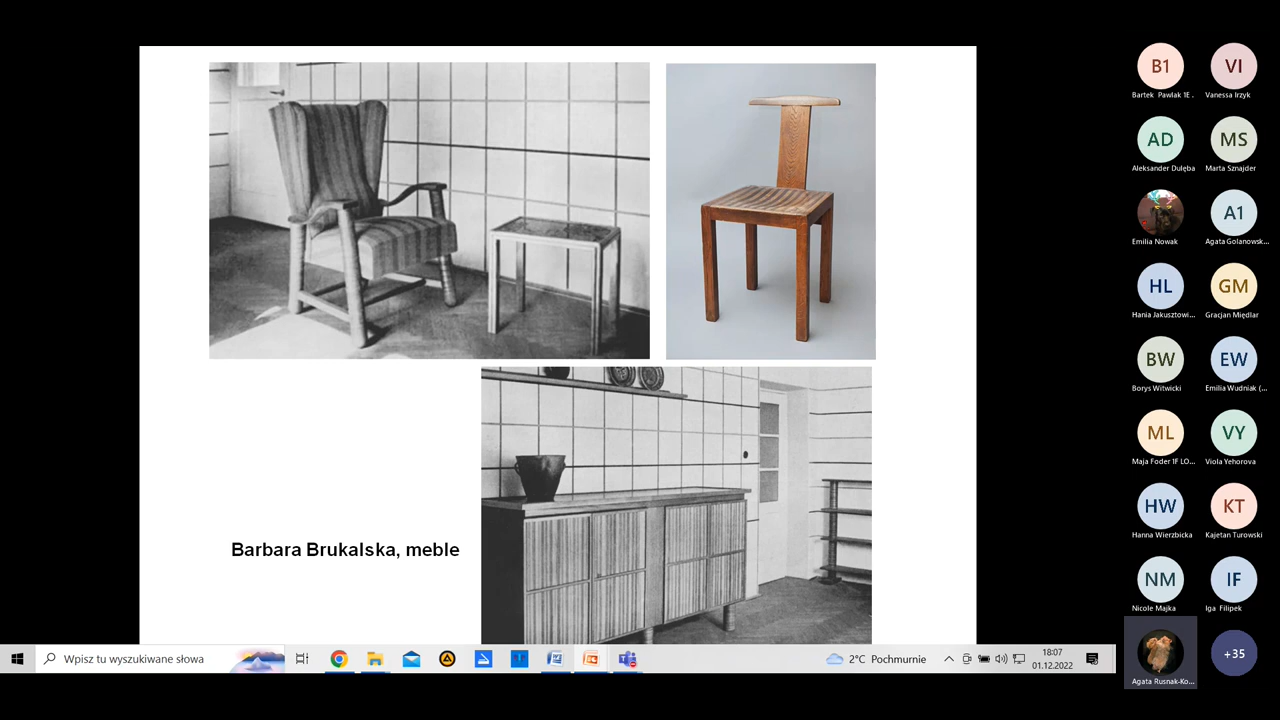 Barbara Brukalska, meble
B1
Bartek Pawlak 1E .
VI
Vanessa Irzyk
AD
Aleksander Dulęba
MS
Marta Sznajder
Emilia Nowak
A1
Agata Golanowsk...
HL
Hania Jakusztowi...
GM
Gracjan Międlar
BW
Borys Witwicki
EW
Emilia Wudniak (...
ML
Maja Foder 1F LO...
VY
Viola Yehorova
HW
Hanna Wierzbicka
KT
Kajetan Turowski
NM
Nicole Majka
IF
Iga Filipek
Agata Rusnak-Ko...
+35
Wpisz tu wyszukiwane słowa
2°C Pochmurnie
18:07
01.12.2022